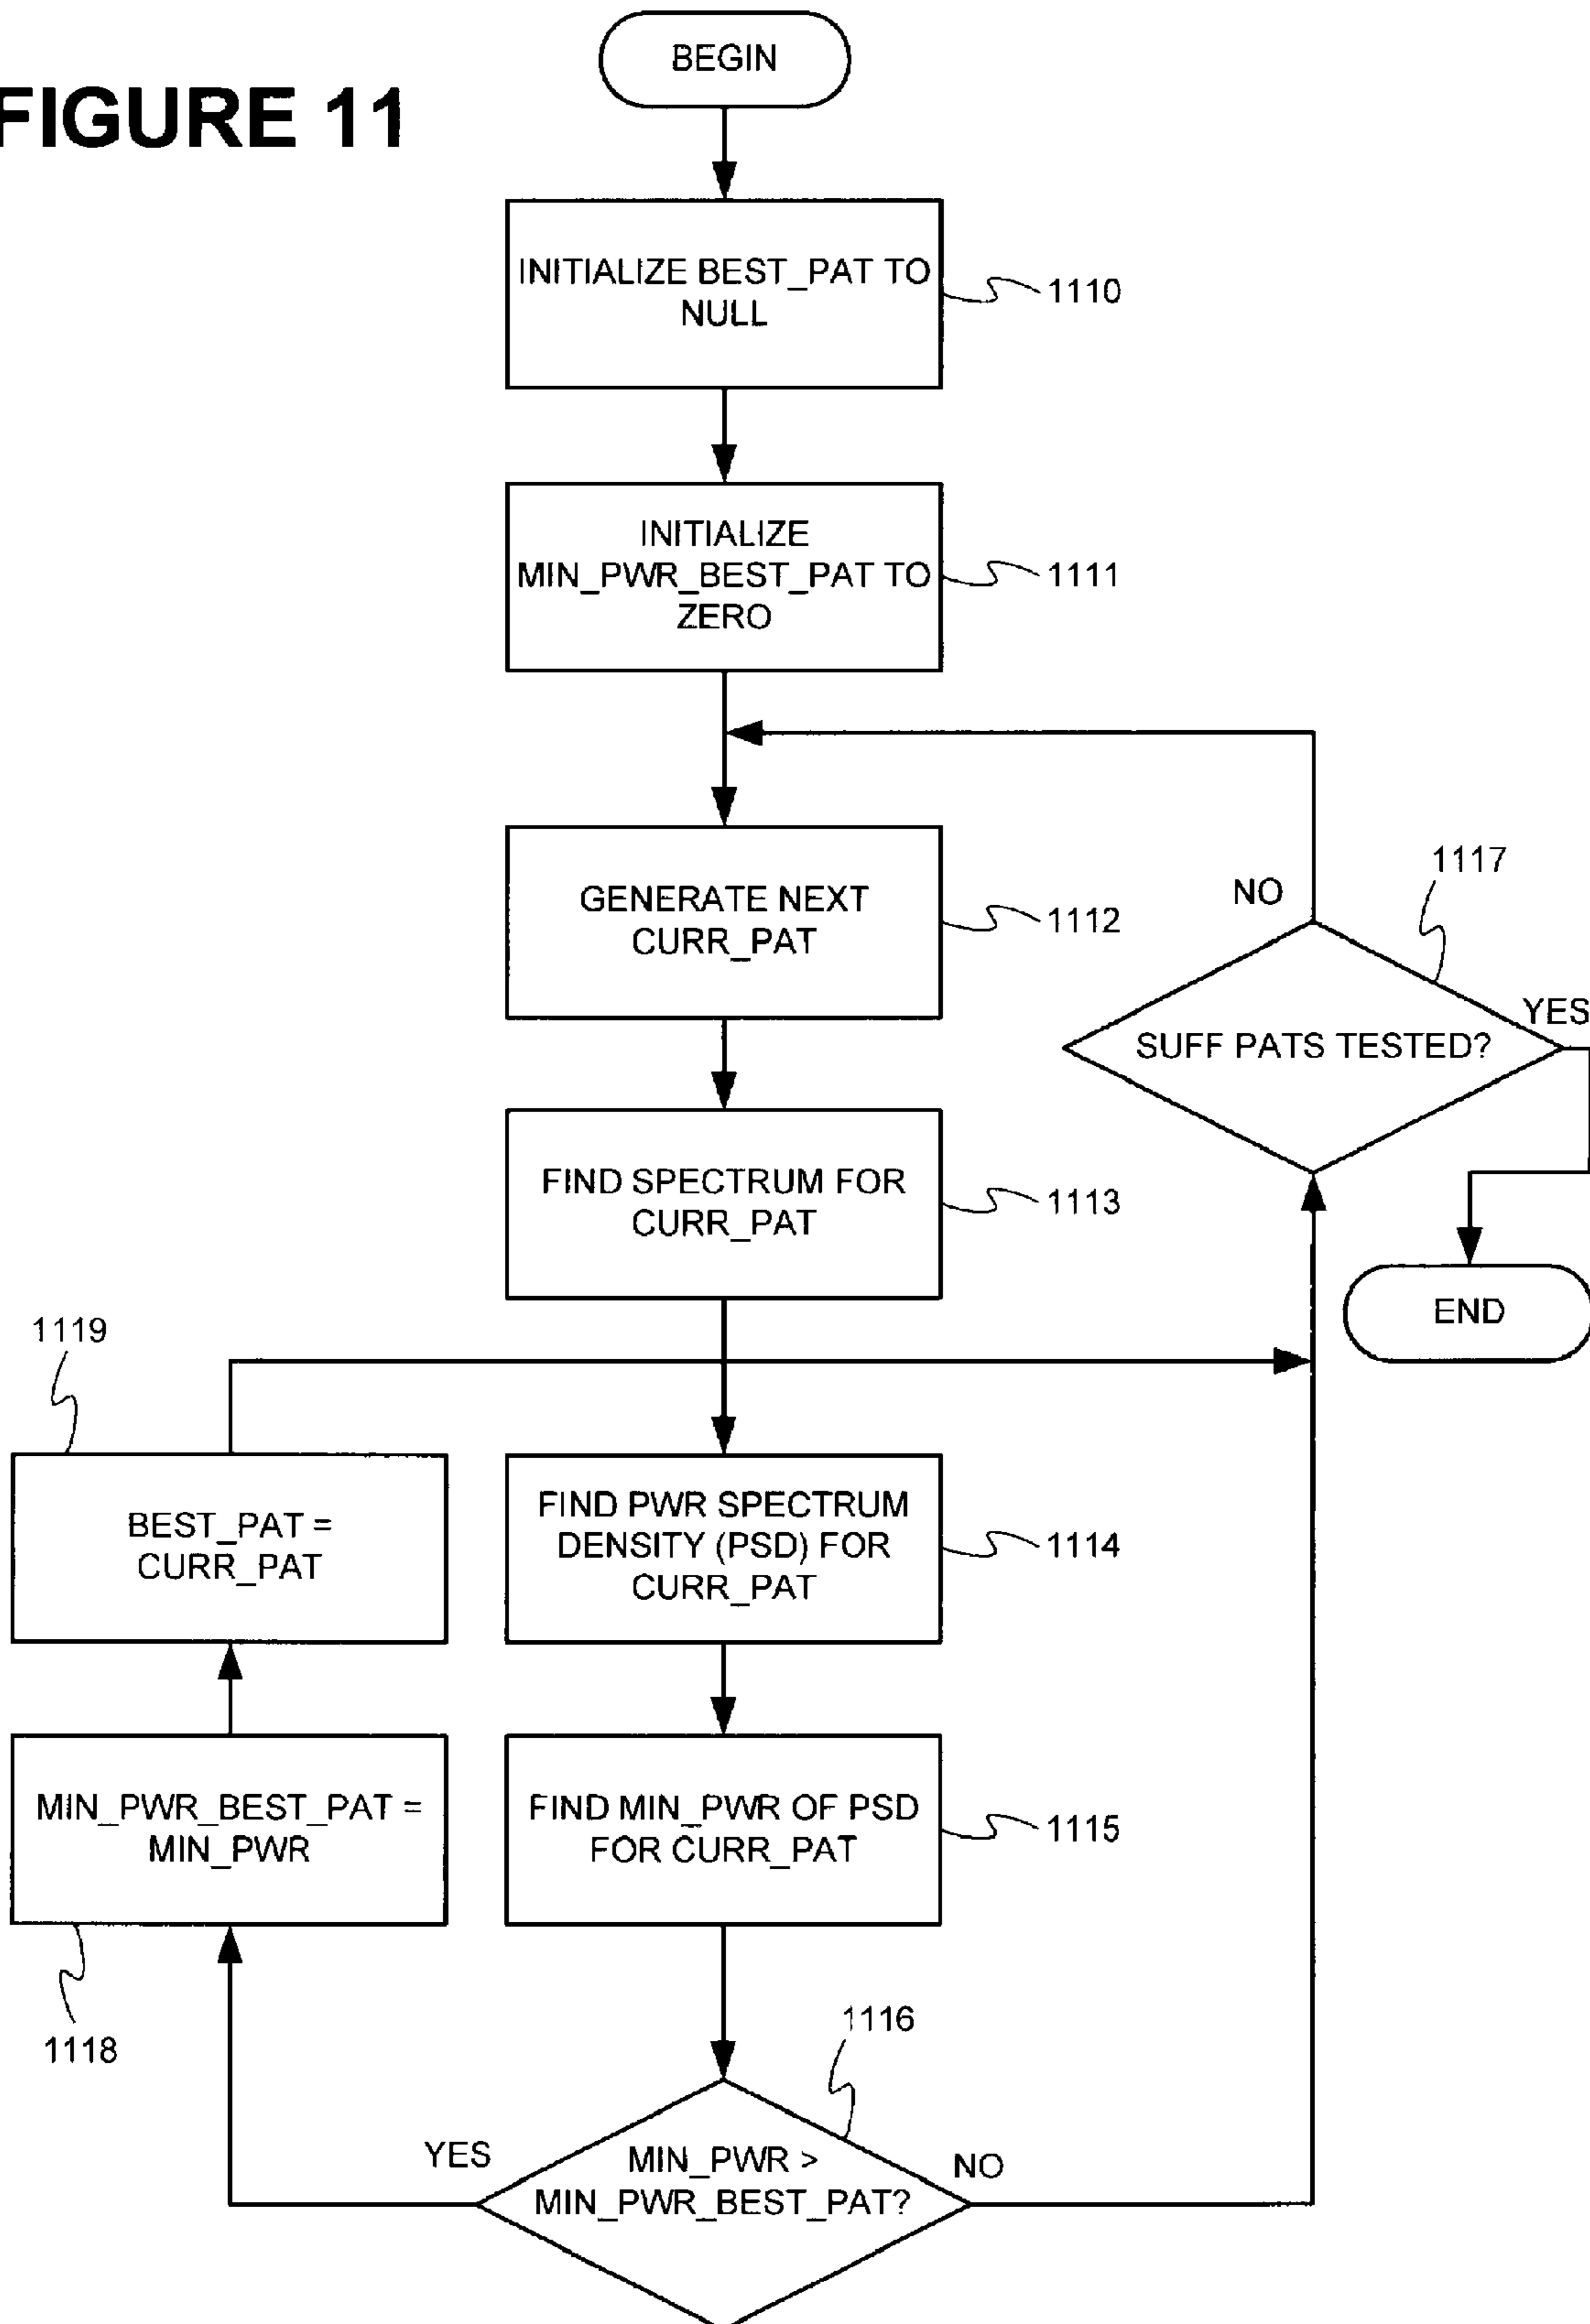 FIGURE 11
BEGIN
INITIALIZE BEST_PAT TO
NULL
1110
INITIALIZE
MIN_PWR_BEST_PAT TO
ZERO
1111
GENERATE NEXT
CURR_PAT
1112
1117
NO
YES
SUFF PATS TESTED?
FIND SPECTRUM FOR
CURR_PAT
1113
END
1119
BEST_PAT =
CURR_PAT
FIND PWR SPECTRUM
DENSITY (PSD) FOR
CURR_PAT
1114
MIN_PWR_BEST_PAT =
MIN_PWR
1118
FIND MIN_PWR OF PSD
FOR CURR_PAT
1115
1116
YES
MIN_PWR >
MIN_PWR_BEST_PAT?
NO